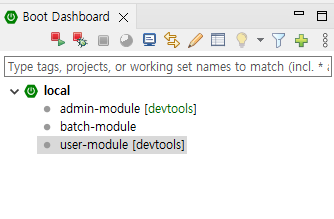 Boot Dashboard
Type tags, projects, or working set names to match (incl. *
local
admin-module [devtools]
batch-module
user-module [devtools]